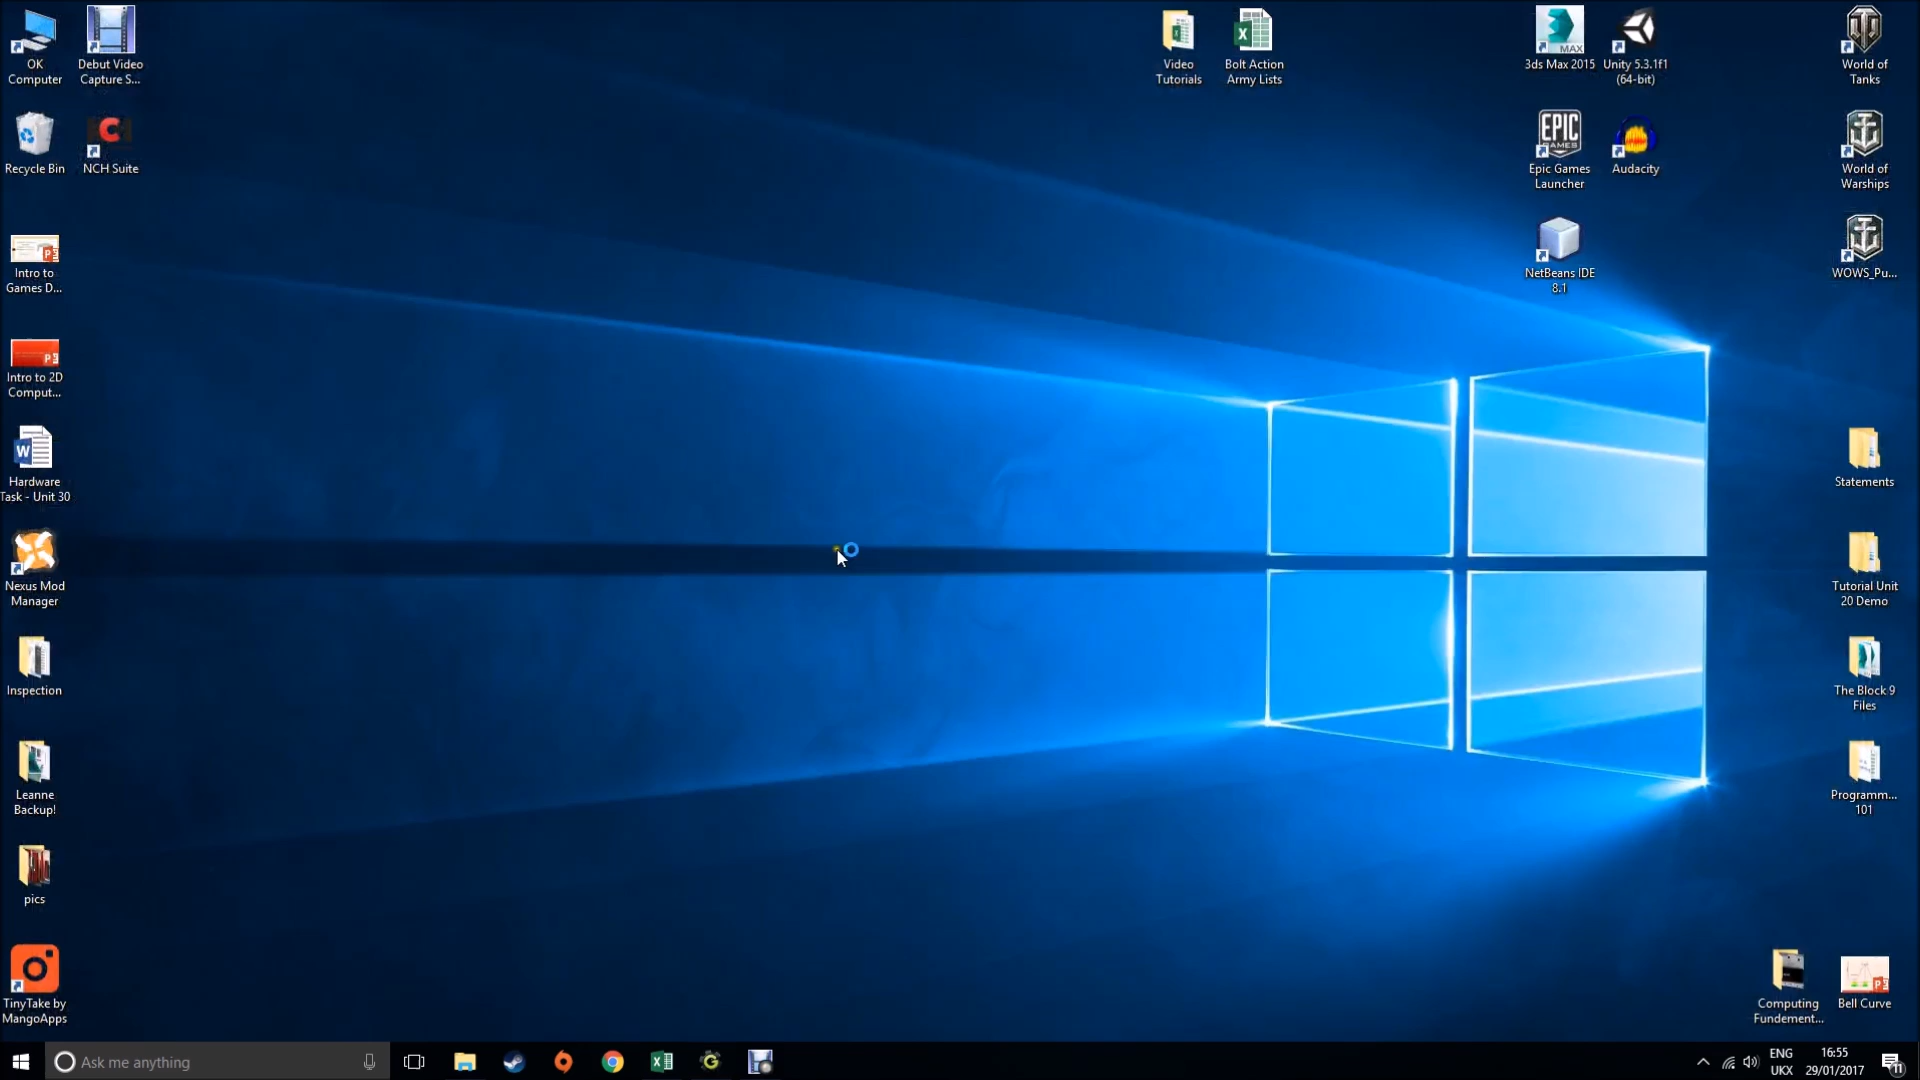 OK
Computer
Debut Video
Capture S...
Video
Tutorials
Bolt Action
Army Lists
MAX
3ds Max 2015
Unity 5.3.1f1
(64-bit)
World of
Tanks
Recycle Bin
NCH Suite
EPIC
GAMES
Epic Games
Launcher
Audacity
World of
Warships
Intro to
Games D...
NetBeans IDE
8.1
WOWS_Pu...
Intro to 2D
Comput...
Hardware
Task - Unit 30
Statements
Nexus Mod
Manager
Tutorial Unit
20 Demo
Inspection
The Block 9
Files
Leanne
Backup!
Programm...
101
pics
TinyTake by
MangoApps
Computing
Fundement...
Bell Curve
Ask me anything
ENG
UKX
16:55
29/01/2017
11